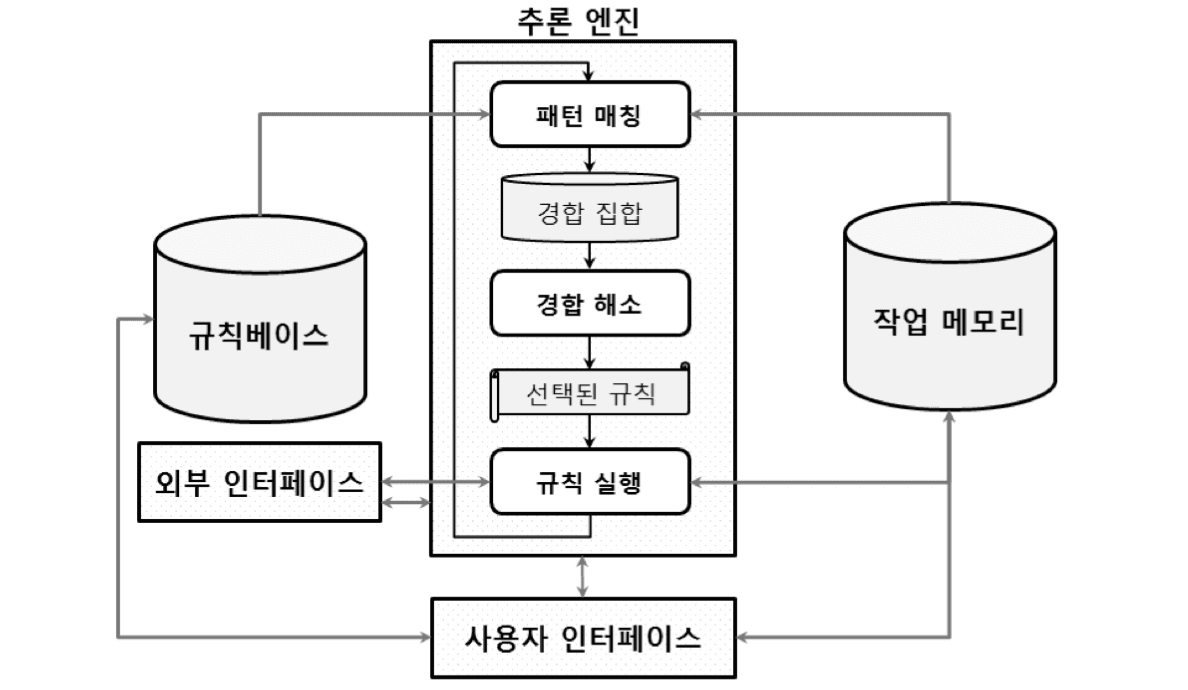 추론 엔진
패턴 매칭
경합 집합
경합 해소
규칙베이스
작업 메모리
선택된 규칙
외부 인터페이스
규칙 실행
사용자 인터페이스